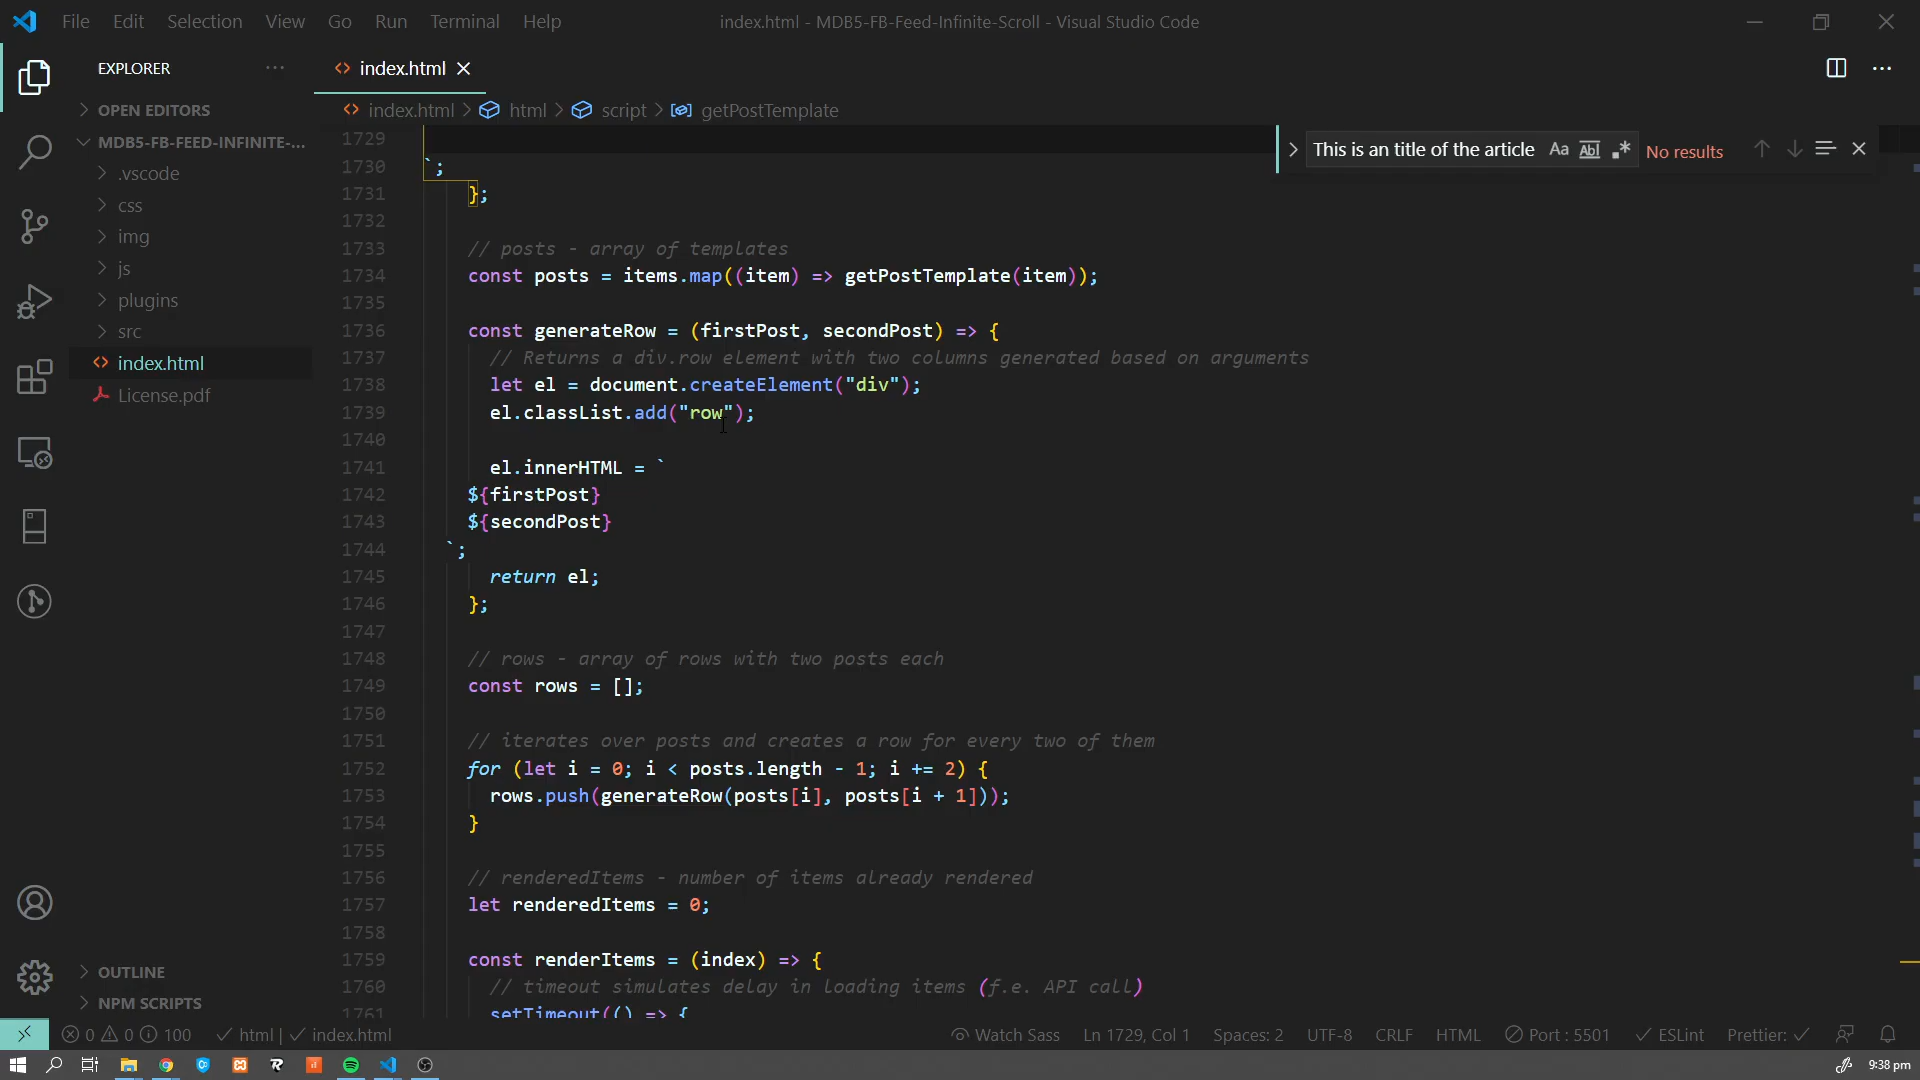 File Edit Selection View Go Run Terminal Help
index.html - MDB5-FB-Feed-Infinite-Scroll - Visual Studio Code
EXPLORER
index.html
OPEN EDITORS
MDB5-FB-FEED-INFINITE-...
.vscode
css
img
js
plugins
src
index.html
License.pdf
OUTLINE
NPM SCRIPTS
index.html > html > script > getPostTemplate
This is an title of the article Aa Abl .* No results
1729
1730 `;
1731 };
1732
1733 // posts - array of templates
1734 const posts = items.map((item) => getPostTemplate(item));
1735
1736 const generateRow = (firstPost, secondPost) => {
1737 // Returns a div.row element with two columns generated based on arguments
1738 let el = document.createElement("div");
1739 el.classList.add("row");
1740
1741 el.innerHTML = `
1742 ${firstPost}
1743 ${secondPost}
1744 `;
1745 return el;
1746 };
1747
1748 // rows - array of rows with two posts each
1749 const rows = [];
1750
1751 // iterates over posts and creates a row for every two of them
1752 for (let i = 0; i < posts.length - 1; i += 2) {
1753 rows.push(generateRow(posts[i], posts[i + 1]));
1754 }
1755
1756 // renderedItems - number of items already rendered
1757 let renderedItems = 0;
1758
1759 const renderItems = (index) => {
1760 // timeout simulates delay in loading items (f.e. API call)
1761 setTimeout(() => {
0 0 100 html | index.html Watch Sass Ln 1729, Col 1 Spaces: 2 UTF-8 CRLF HTML Port : 5501 ESLint Prettier:
9:38 pm